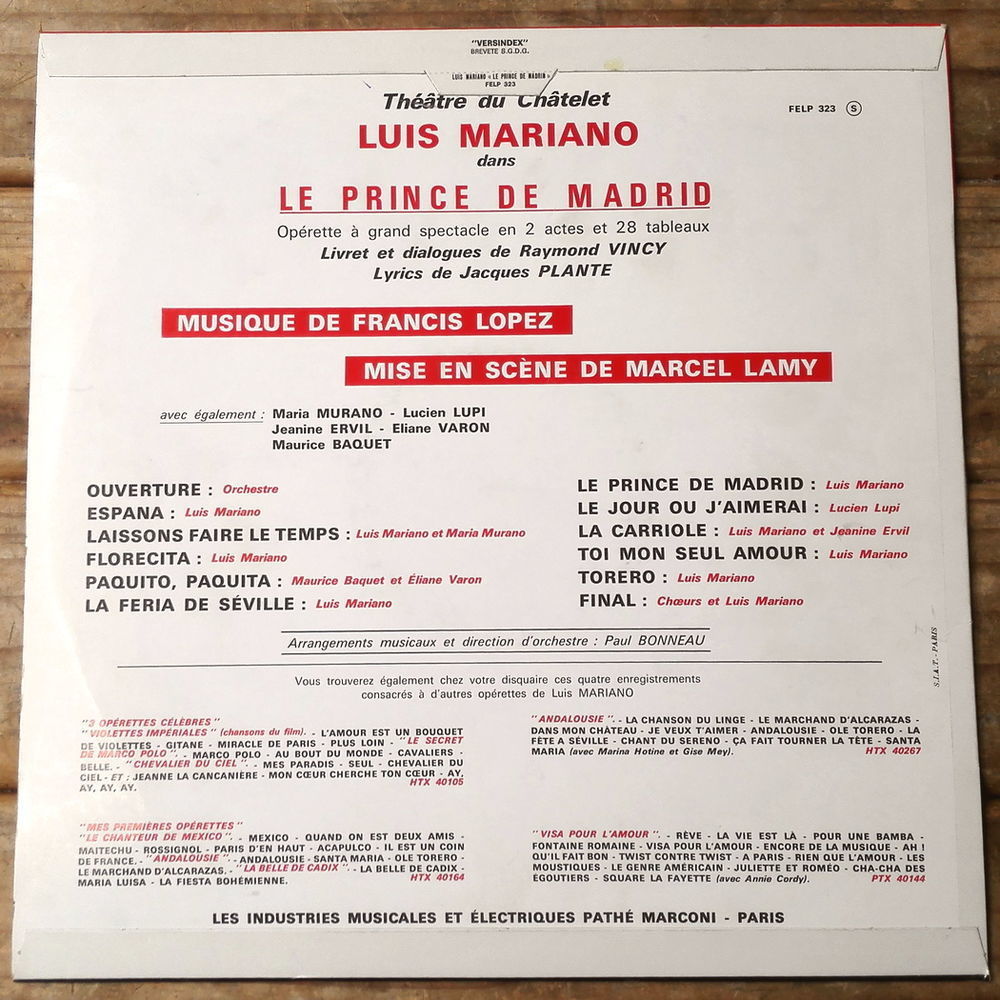 "VERSINDEX"
BREVETE S.G.D.G.
LUIS MARIANO « LE PRINCE DE MADRID »
FELP 323
Théâtre du Châtelet
FELP 323 S
LUIS MARIANO
dans
LE PRINCE DE MADRID
Opérette à grand spectacle en 2 actes et 28 tableaux
Livret et dialogues de Raymond VINCY
Lyrics de Jacques PLANTE
MUSIQUE DE FRANCIS LOPEZ
MISE EN SCÈNE DE MARCEL LAMY
avec également : Maria MURANO - Lucien LUPI
Jeanine ERVIL - Eliane VARON
Maurice BAQUET
OUVERTURE : Orchestre
ESPANA : Luis Mariano
LAISSONS FAIRE LE TEMPS : Luis Mariano et Maria Murano
FLORECITA : Luis Mariano
PAQUITO, PAQUITA : Maurice Baquet et Éliane Varon
LA FERIA DE SÉVILLE : Luis Mariano
LE PRINCE DE MADRID : Luis Mariano
LE JOUR OU J'AIMERAI : Lucien Lupi
LA CARRIOLE : Luis Mariano et Jeanine Ervil
TOI MON SEUL AMOUR : Luis Mariano
TORERO : Luis Mariano
FINAL : Chœurs et Luis Mariano
Arrangements musicaux et direction d'orchestre : Paul BONNEAU
S.I.A.T. - PARIS
Vous trouverez également chez votre disquaire ces quatre enregistrements
consacrés à d'autres opérettes de Luis MARIANO
"3 OPÉRETTES CÉLÈBRES"
"VIOLETTES IMPÉRIALES" (chansons du film). - L'AMOUR EST UN BOUQUET
DE VIOLETTES - GITANE - MIRACLE DE PARIS - PLUS LOIN - "LE SECRET
DE MARCO POLO". - MARCO POLO - AU BOUT DU MONDE - CAVALIERS -
BELLE. - "CHEVALIER DU CIEL". - MES PARADIS - SEUL - CHEVALIER DU
CIEL - ET : JEANNE LA CANCANIÈRE - MON CŒUR CHERCHE TON CŒUR - AY,
AY, AY, AY. HTX 40105
"ANDALOUSIE". - LA CHANSON DU LINGE - LE MARCHAND D'ALCARAZAS -
DANS MON CHÂTEAU - JE VEUX T'AIMER - ANDALOUSIE - OLE TORERO - LA
FÊTE A SÉVILLE - CHANT DU SERENO - ÇA FAIT TOURNER LA TÊTE - SANTA
MARIA (avec Marina Hotine et Gise Mey). HTX 40267
"MES PREMIÈRES OPÉRETTES"
"LE CHANTEUR DE MEXICO". - MEXICO - QUAND ON EST DEUX AMIS -
MAITECHU - ROSSIGNOL - PARIS D'EN HAUT - ACAPULCO - IL EST UN COIN
DE FRANCE. - "ANDALOUSIE". - ANDALOUSIE - SANTA MARIA - OLE TORERO -
LE MARCHAND D'ALCARAZAS. - "LA BELLE DE CADIX". - LA BELLE DE CADIX -
MARIA LUISA - LA FIESTA BOHÉMIENNE. HTX 40164
"VISA POUR L'AMOUR". - RÊVE - LA VIE EST LÀ - POUR UNE BAMBA -
FONTAINE ROMAINE - VISA POUR L'AMOUR - ENCORE DE LA MUSIQUE - AH !
QU'IL FAIT BON - TWIST CONTRE TWIST - A PARIS - RIEN QUE L'AMOUR - LES
MOUSTIQUES - LE GENRE AMÉRICAIN - JULIETTE ET ROMÉO - CHA-CHA DES
ÉGOUTIERS - SQUARE LA FAYETTE (avec Annie Cordy). PTX 40144
LES INDUSTRIES MUSICALES ET ÉLECTRIQUES PATHÉ MARCONI - PARIS